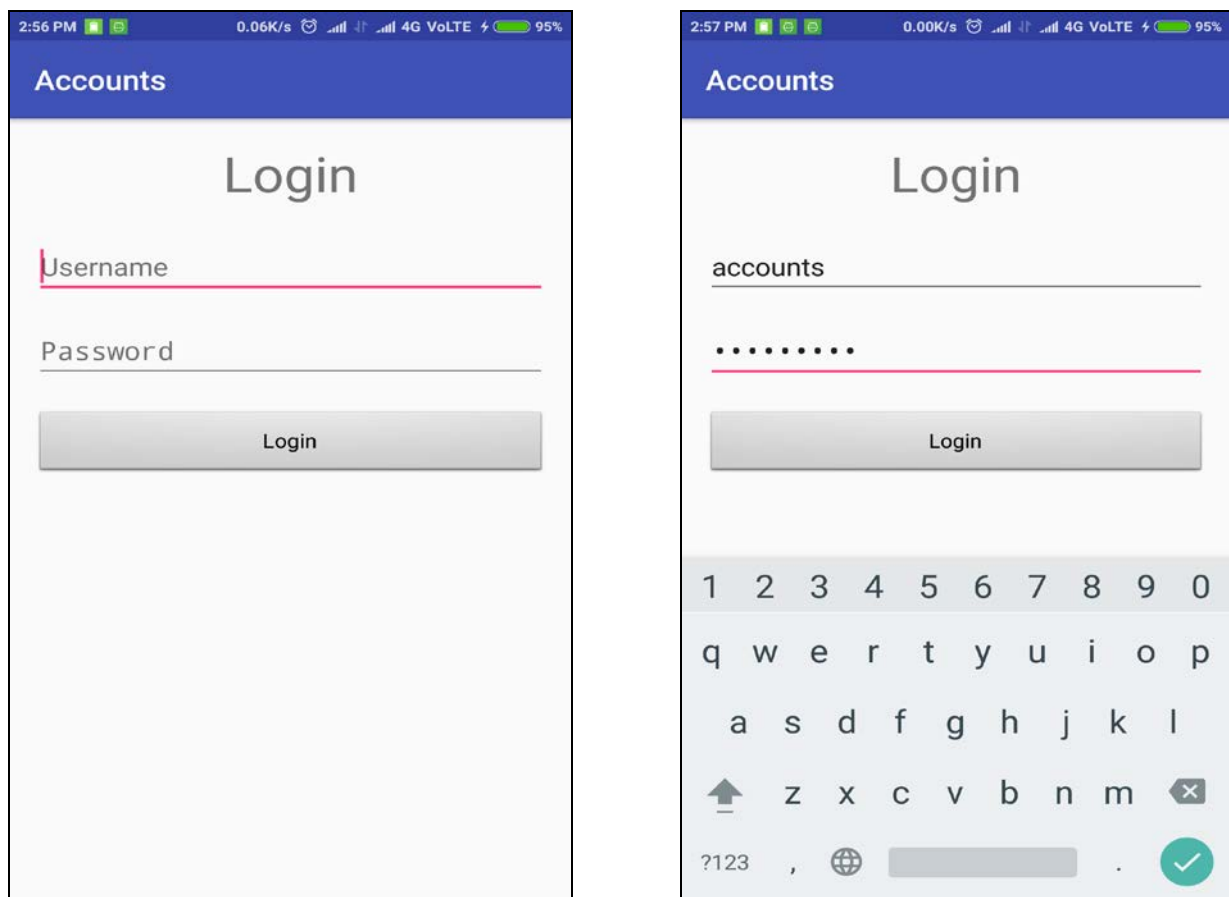 2:56 PM 0.06K/s 4G VoLTE 95%
Accounts
Login
Username
Password
Login
2:57 PM 0.00K/s 4G VoLTE 95%
Accounts
Login
accounts
•••••••••
Login
1 2 3 4 5 6 7 8 9 0
q w e r t y u i o p
a s d f g h j k l
z x c v b n m
?123 , .